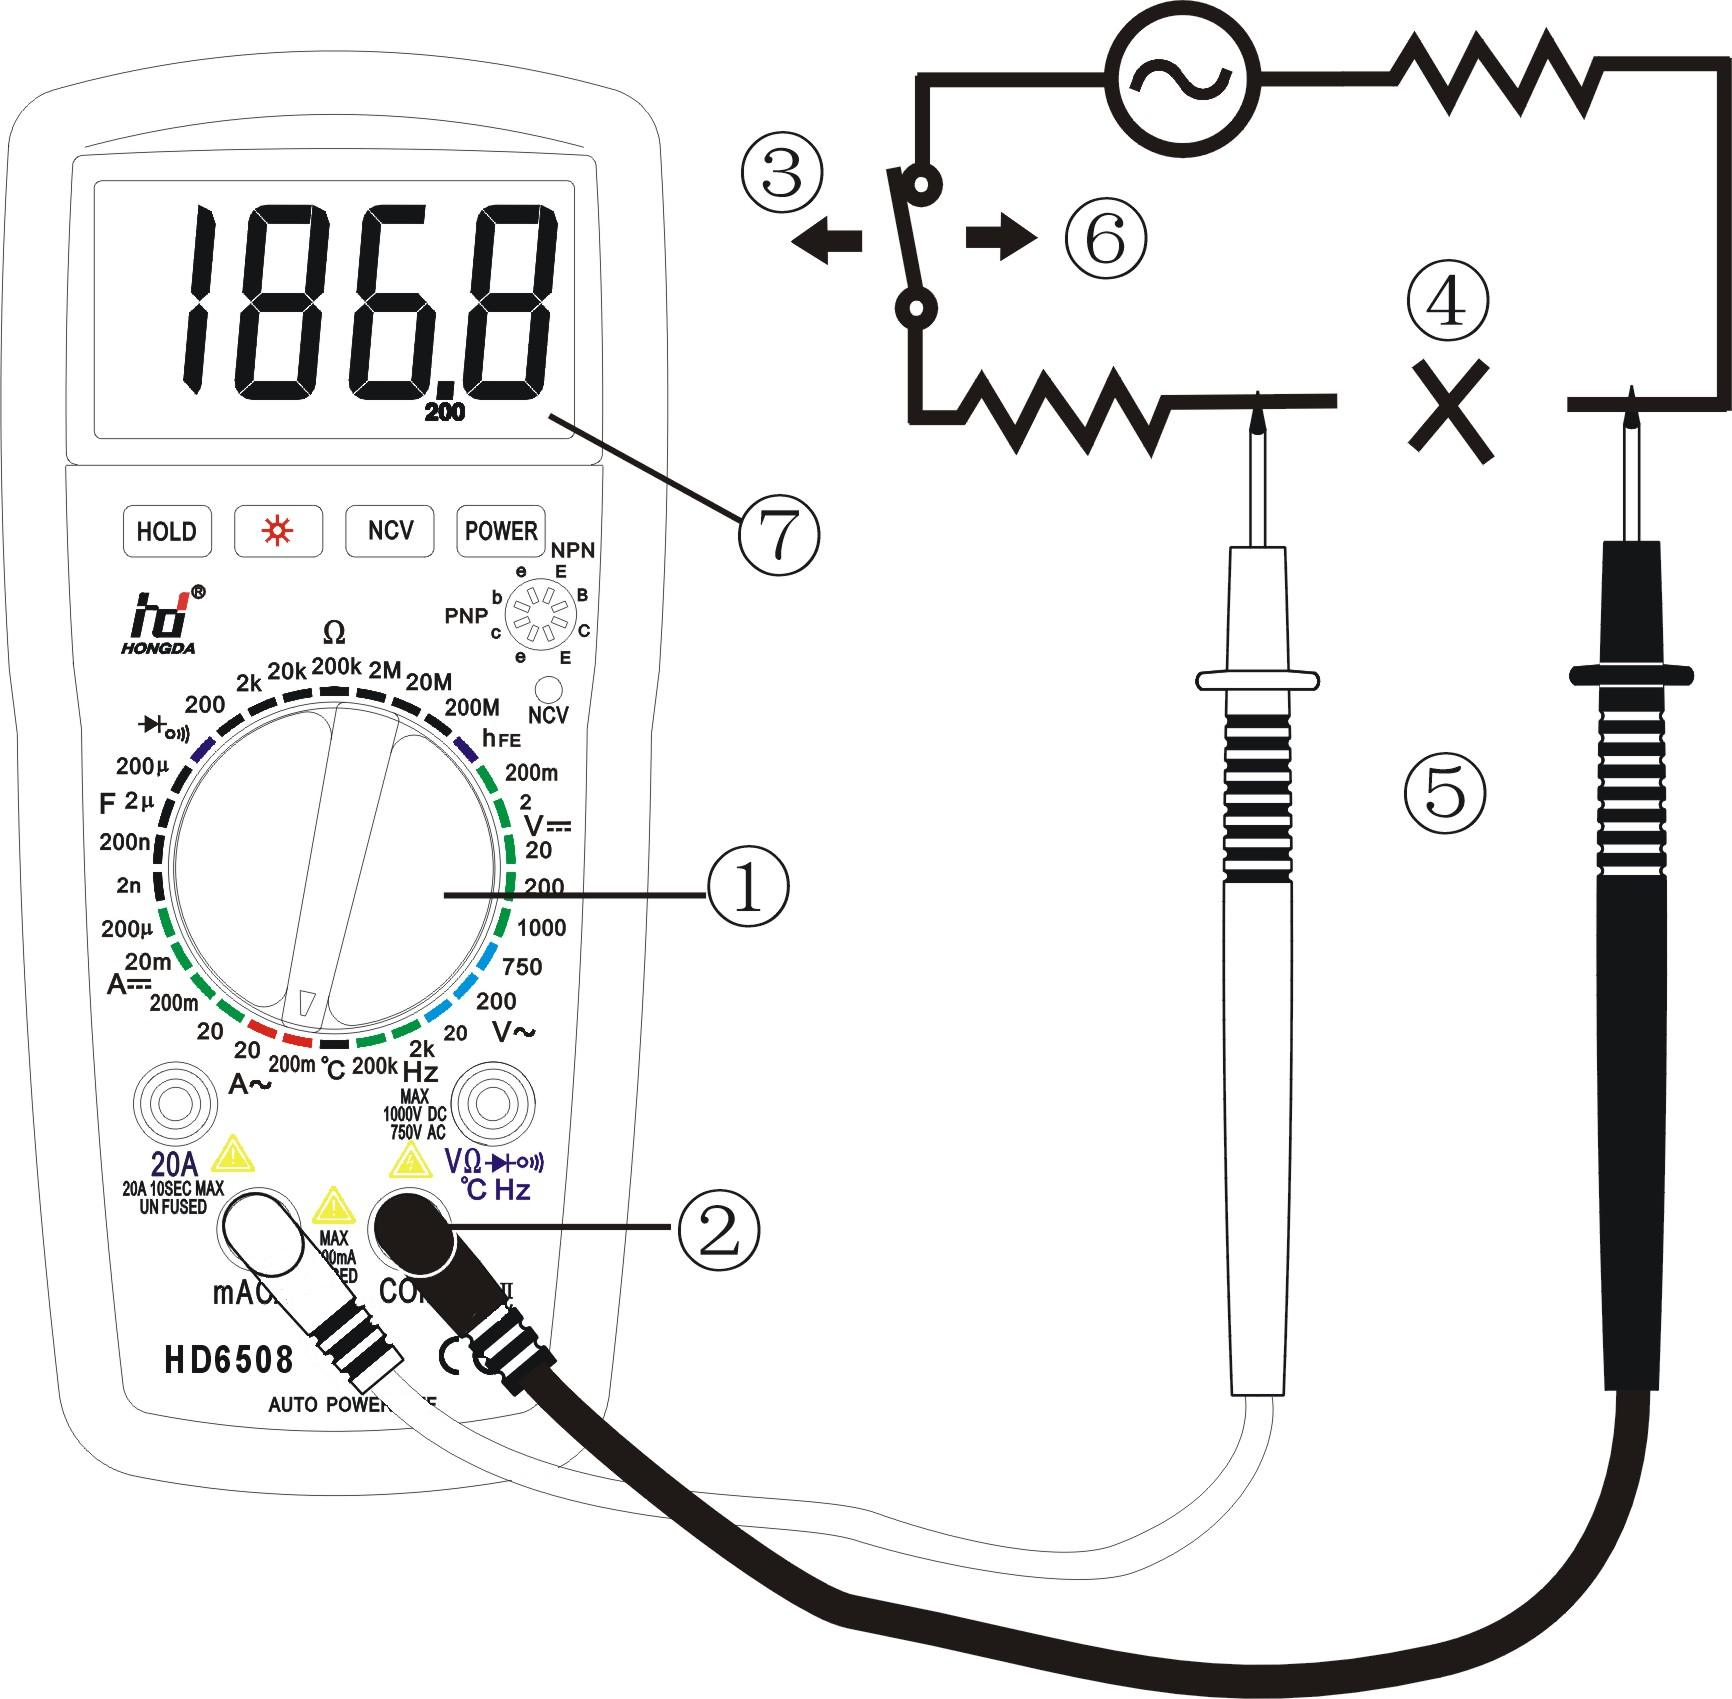 186.8
200
HOLD
NCV
POWER
hd®
HONGDA
NPN
e E
b B
PNP
c C
e E
NCV
Ω
200 2k 20k 200k 2M 20M 200M
hFE
200m
2
V
20
200
1000
750
200
V~
20
2k
Hz
200k
℃
200m
20
A~
20
200m
A
20m
200μ
2n
200n
F 2μ
200μ
MAX
1000V DC
750V AC
20A
20A 10SEC MAX
UN FUSED
VΩ
℃ Hz
MAX
HD6508
AUTO
①
②
③
④
⑤
⑥
⑦